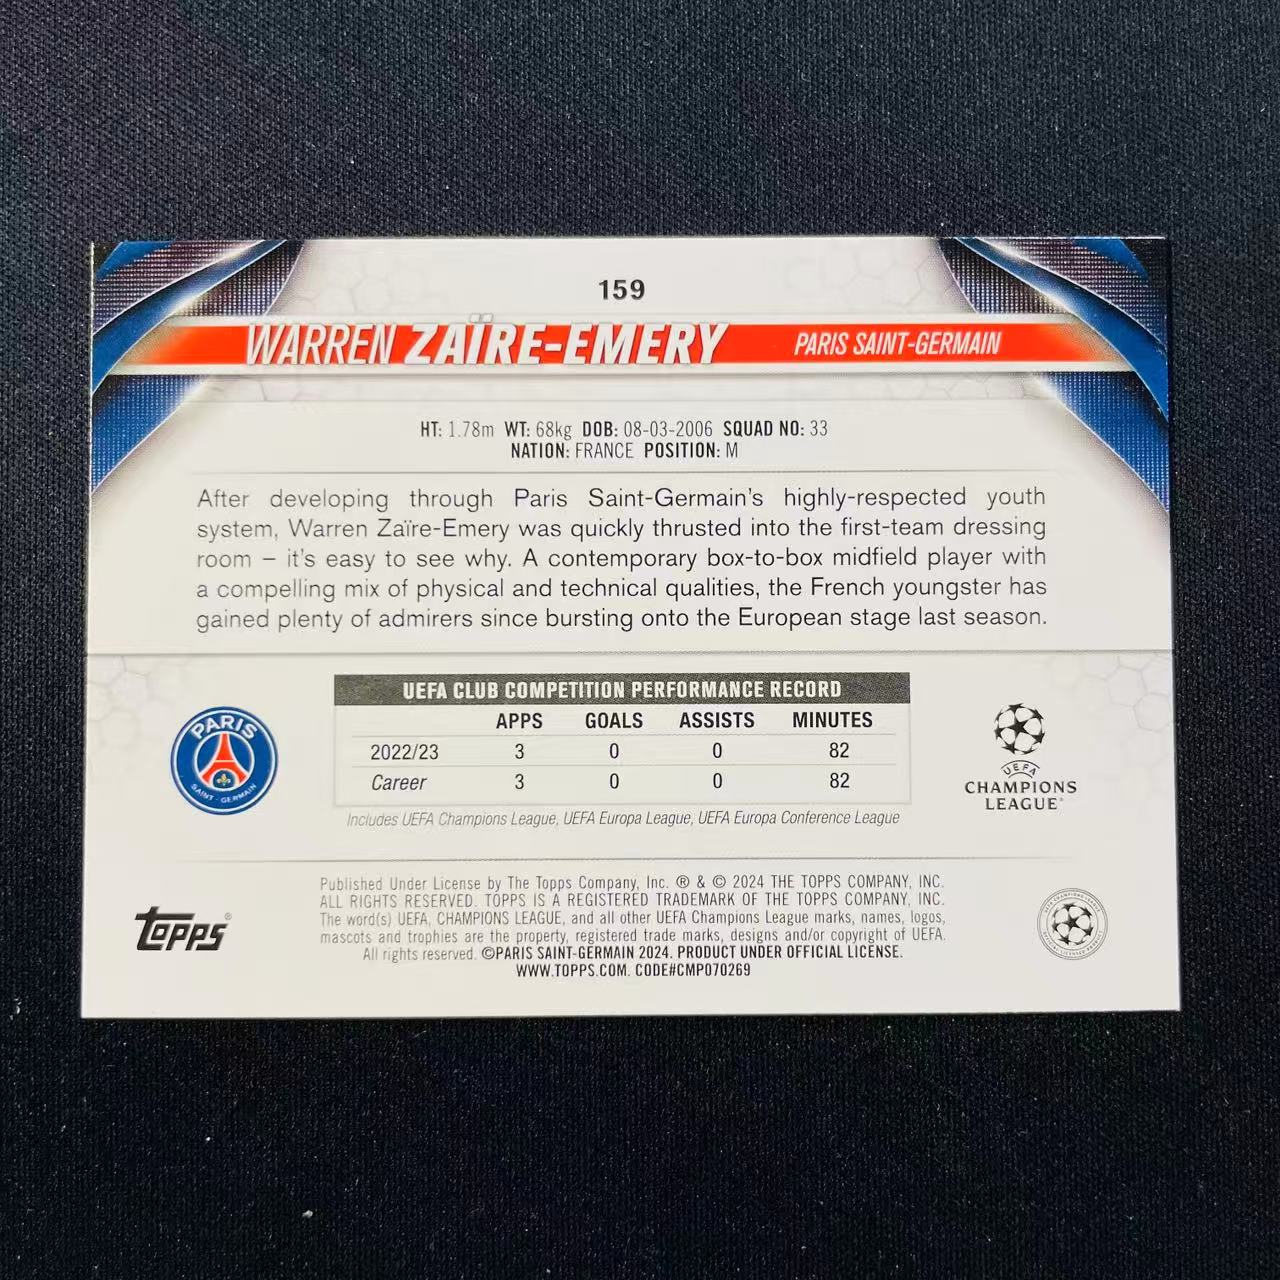 159
WARREN ZAÏRE-EMERY PARIS SAINT-GERMAIN
HT: 1.78m WT: 68kg DOB: 08-03-2006 SQUAD NO: 33
NATION: FRANCE POSITION: M
After developing through Paris Saint-Germain's highly-respected youth
system, Warren Zaïre-Emery was quickly thrusted into the first-team dressing
room – it's easy to see why. A contemporary box-to-box midfield player with
a compelling mix of physical and technical qualities, the French youngster has
gained plenty of admirers since bursting onto the European stage last season.
UEFA CLUB COMPETITION PERFORMANCE RECORD
APPS GOALS ASSISTS MINUTES
2022/23 3 0 0 82
Career 3 0 0 82
Includes UEFA Champions League, UEFA Europa League, UEFA Europa Conference League
PARIS
SAINT-GERMAIN
UEFA
CHAMPIONS
LEAGUE®
Published Under License by The Topps Company, Inc. ® & © 2024 THE TOPPS COMPANY, INC.
ALL RIGHTS RESERVED. TOPPS IS A REGISTERED TRADEMARK OF THE TOPPS COMPANY, INC.
The word(s) UEFA, CHAMPIONS LEAGUE, and all other UEFA Champions League marks, names, logos,
mascots and trophies are the property, registered trade marks, designs and/or copyright of UEFA.
All rights reserved. ©PARIS SAINT-GERMAIN 2024. PRODUCT UNDER OFFICIAL LICENSE.
WWW.TOPPS.COM. CODE#CMP070269
TOPPS®